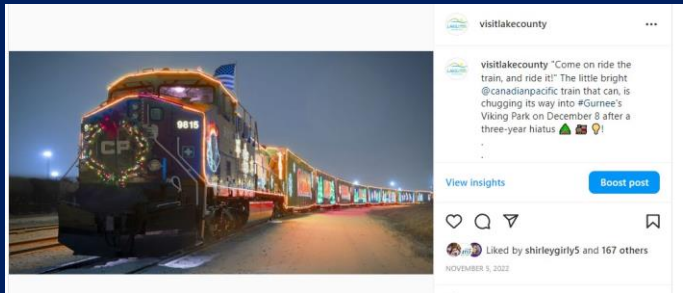 visitlakecounty
visitlakecounty "Come on ride the
train, and ride it!" The little bright
@canadianpacific train that can, is
chugging its way into #Gurnee's
Viking Park on December 8 after a
three-year hiatus 🎄 🚂 💡!
.
.
View insights
Boost post
Liked by shirleygirly5 and 167 others
NOVEMBER 5, 2022
9815
CP